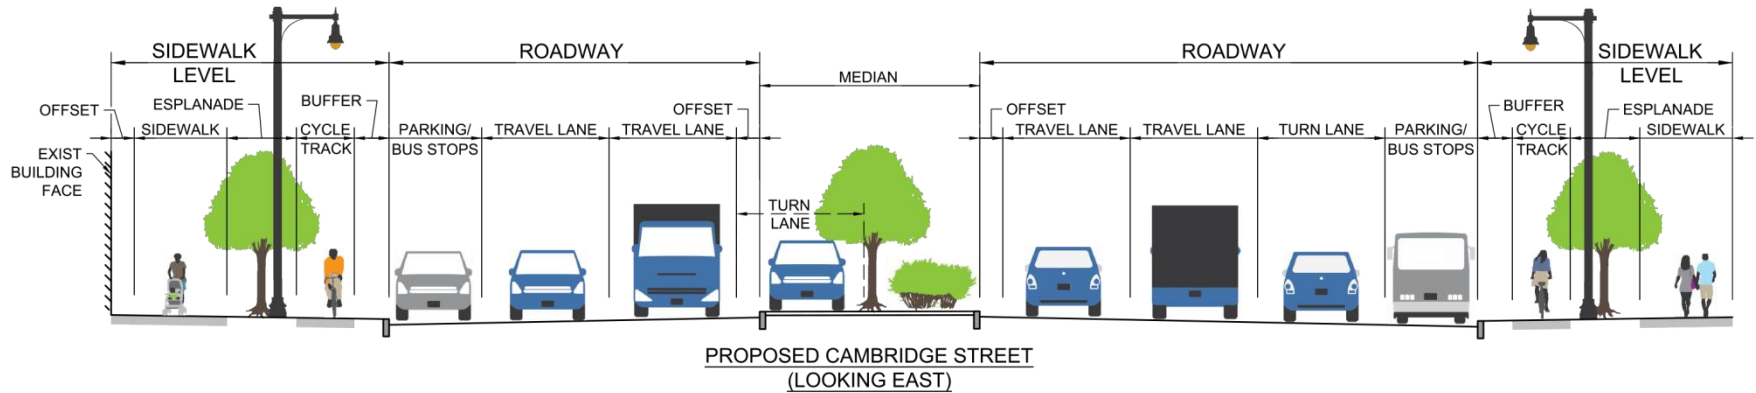 SIDEWALK
LEVEL
ROADWAY
MEDIAN
ROADWAY
SIDEWALK
LEVEL
OFFSET
ESPLANADE
BUFFER
OFFSET
OFFSET
BUFFER
ESPLANADE
SIDEWALK
CYCLE
TRACK
PARKING/
BUS STOPS
TRAVEL LANE
TRAVEL LANE
TRAVEL LANE
TRAVEL LANE
TURN LANE
PARKING/
BUS STOPS
CYCLE
TRACK
SIDEWALK
EXIST
BUILDING
FACE
TURN
LANE
PROPOSED CAMBRIDGE STREET
(LOOKING EAST)